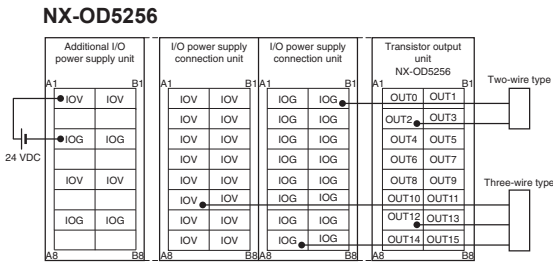 NX-OD5256
Additional I/O
power supply unit
I/O power supply
connection unit
I/O power supply
connection unit
Transistor output
unit
NX-OD5256
A1 B1 A1 B1 A1 B1 A1 B1
Two-wire type
IOV IOV IOV IOV IOG IOG OUT0 OUT1
IOV IOV IOG IOG OUT2 OUT3
IOG IOG IOV IOV IOG IOG OUT4 OUT5
24 VDC
IOV IOV IOG IOG OUT6 OUT7
IOV IOV IOV IOV IOG IOG OUT8 OUT9
Three-wire type
IOV IOV IOG IOG OUT10 OUT11
IOG IOG IOV IOV IOG IOG OUT12 OUT13
IOV IOV IOG IOG OUT14 OUT15
A8 B8 A8 B8 A8 B8 A8 B8